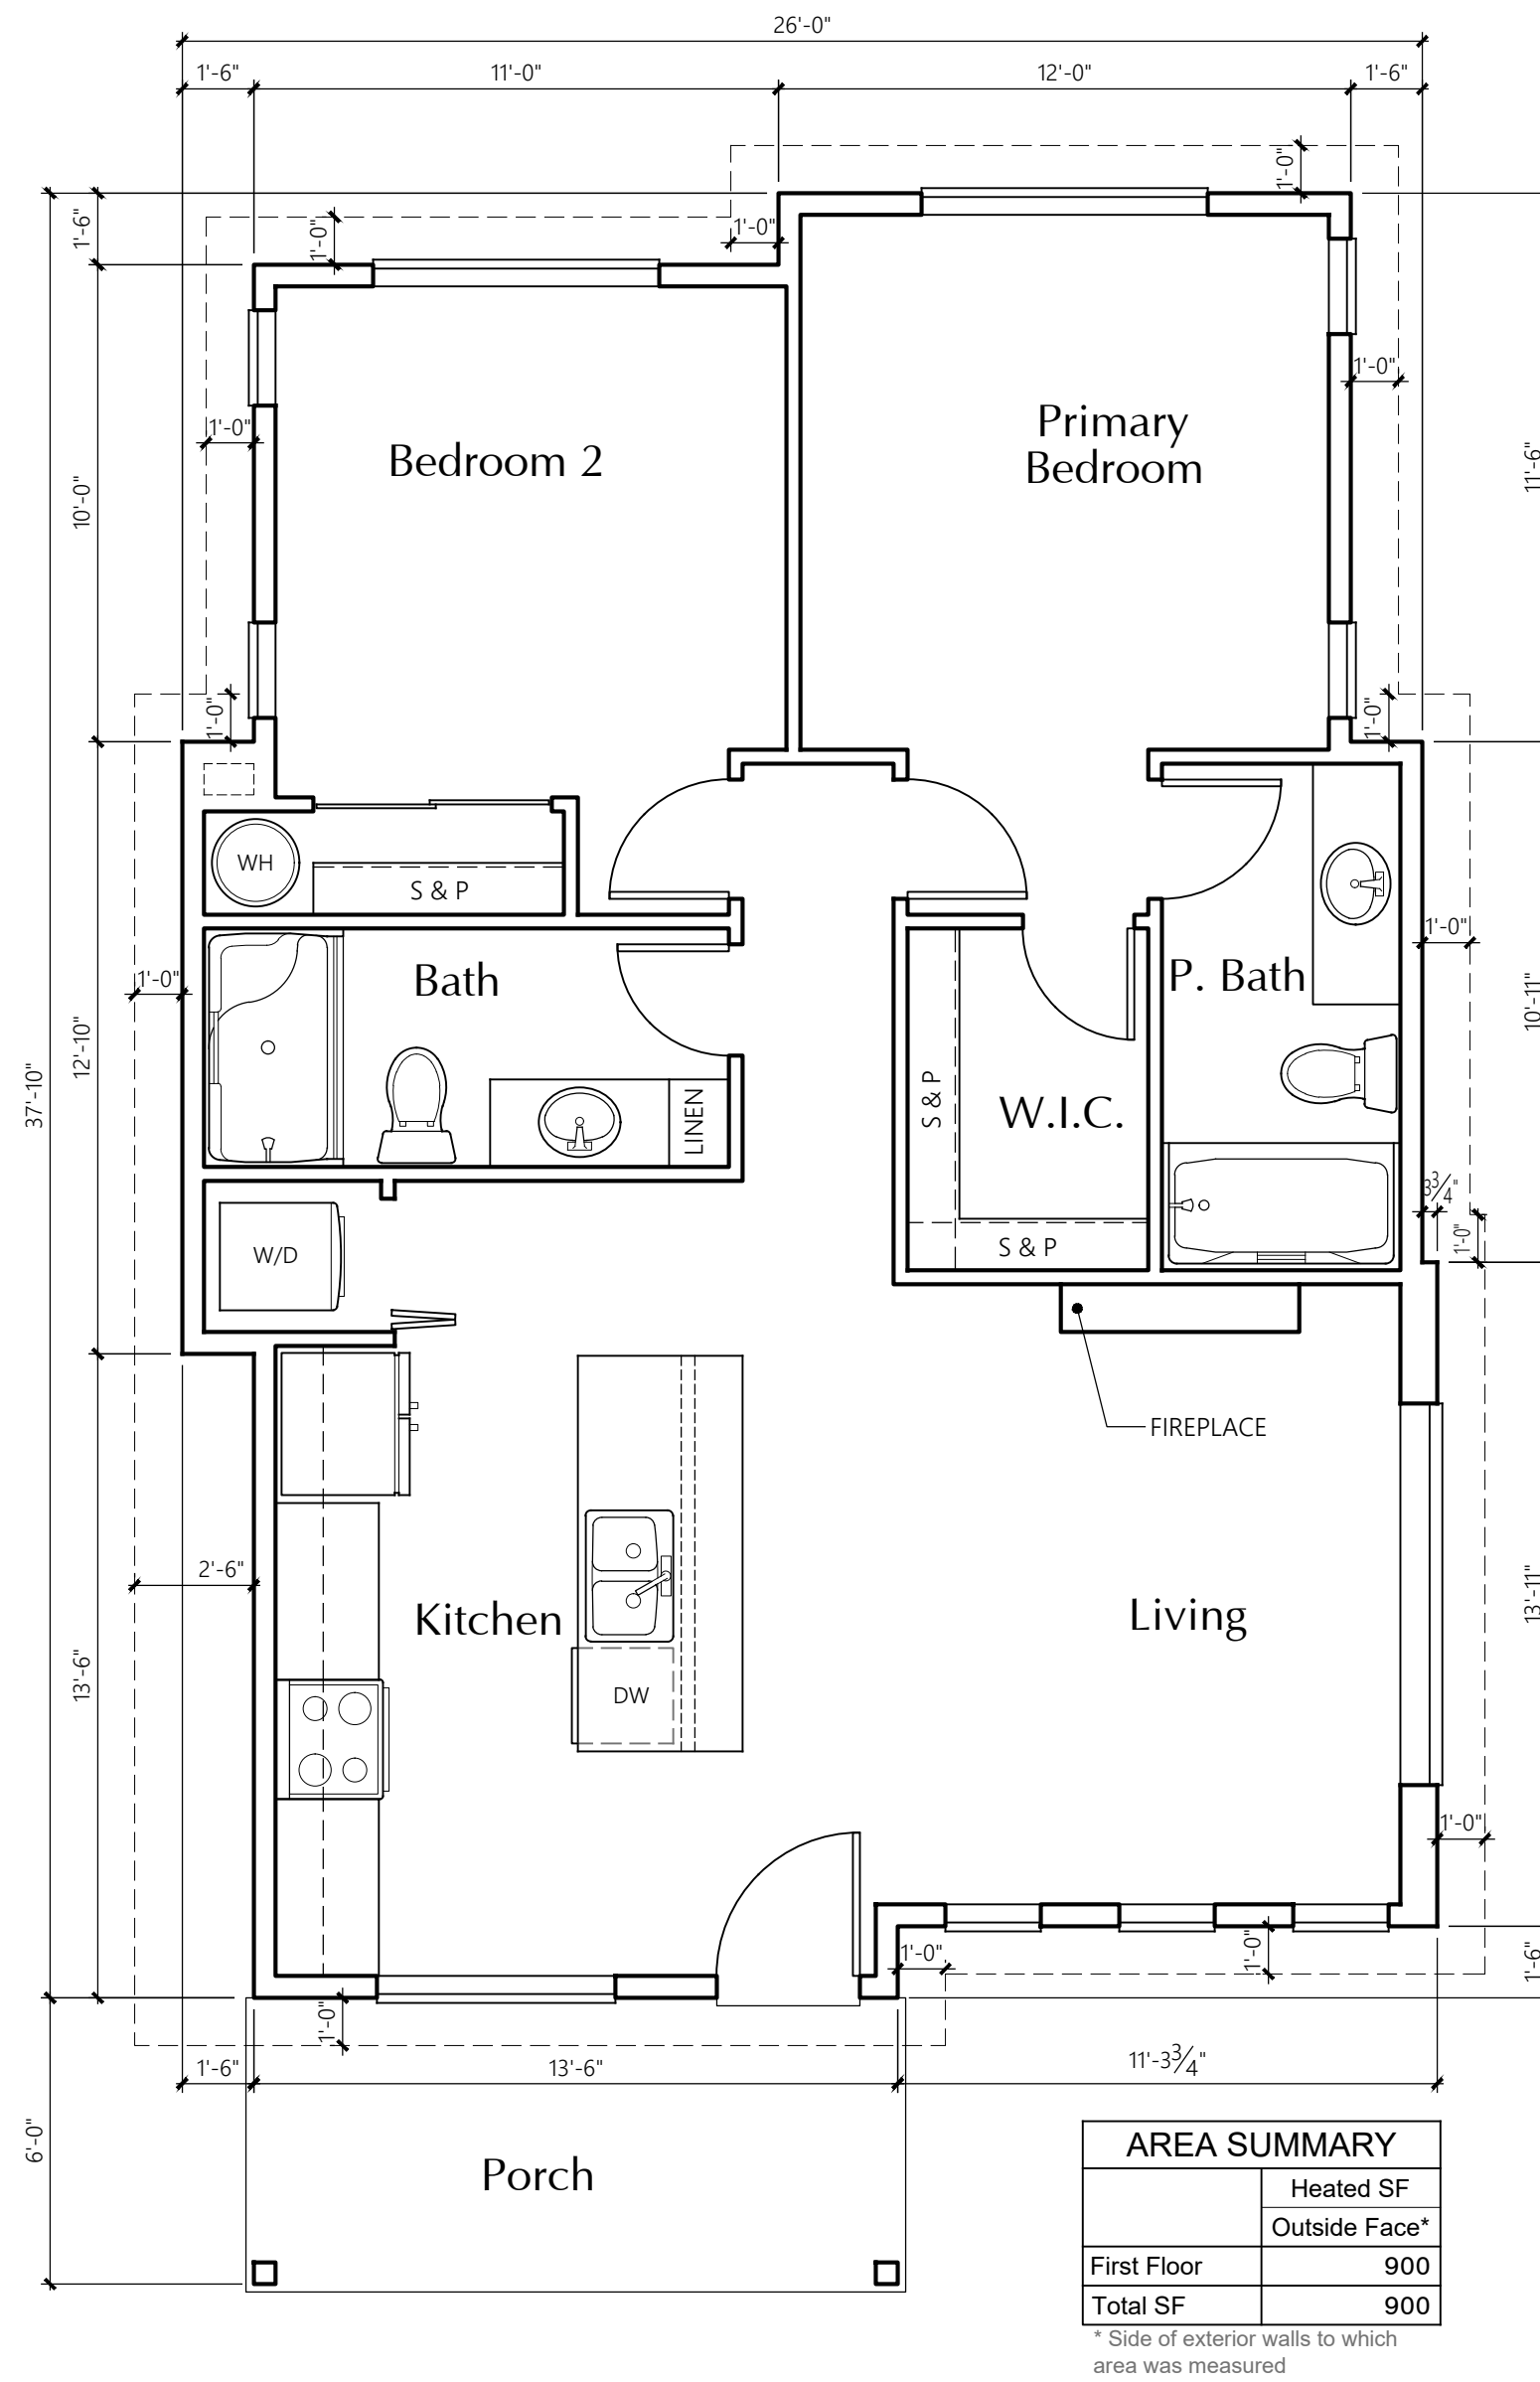 26'-0"
1'-6"
11'-0"
12'-0"
1'-6"
1'-0"
1'-6"
1'-0"
1'-0"
1'-0"
1'-0"
Primary
Bedroom
Bedroom 2
10'-0"
11'-6"
1'-0"
1'-0"
WH
S & P
1'-0"
Bath
P. Bath
1'-0"
10'-11"
12'-10"
37'-10"
LINEN
S & P
W.I.C.
3 3/4"
1'-0"
W/D
S & P
FIREPLACE
2'-6"
Kitchen
Living
13'-11"
13'-6"
DW
1'-0"
1'-0"
1'-0"
1'-6"
1'-0"
1'-6"
13'-6"
11'-3 3/4"
6'-0"
Porch
AREA SUMMARY
Heated SF
Outside Face*
First Floor 900
Total SF 900
* Side of exterior walls to which
area was measured